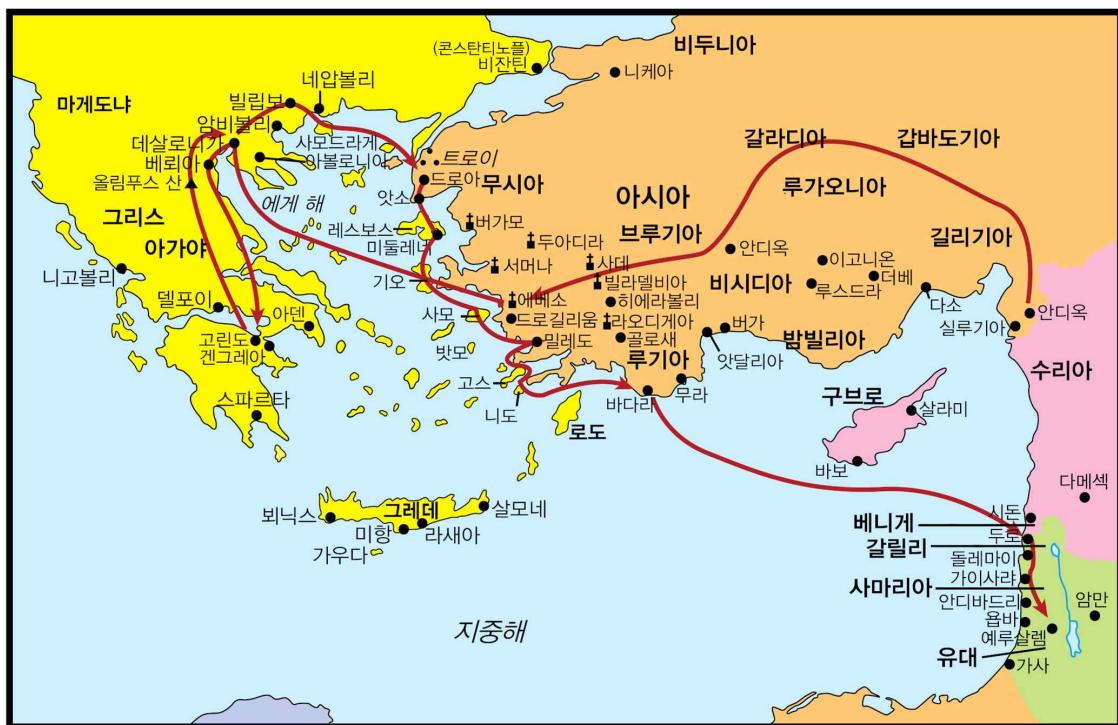 (콘스탄티노플)
비잔틴
비두니아
니케아
네압볼리
빌립보
마게도냐
암비볼리
데살로니가
사모드라게
아볼로니아
베뢰아
올림푸스 산
트로이
드로아
무시아
앗소
갈라디아
갑바도기아
아시아
루가오니아
에게 해
그리스
아가야
레스보스
미둘레네
버가모
두아디라
브루기아
안디옥
길리기아
이고니온
더베
루스드라
비시디아
니고볼리
기오
서머나
사데
빌라델비아
델포이
아덴
에베소
히에라볼리
다소
안디옥
실루기아
사모
드로길리움
라오디게아
버가
고린도
겐그레아
밧모
밀레도
골로새
앗달리아
밤빌리아
루기아
수리아
스파르타
고스
니도
바다리
무라
구브로
살라미
로도
바보
다메섹
뵈닉스
그레데
살모네
미항
라새아
가우다
시돈
베니게
두로
갈릴리
돌레마이
가이사랴
사마리아
안디바드리
암만
욥바
예루살렘
지중해
유대
가사